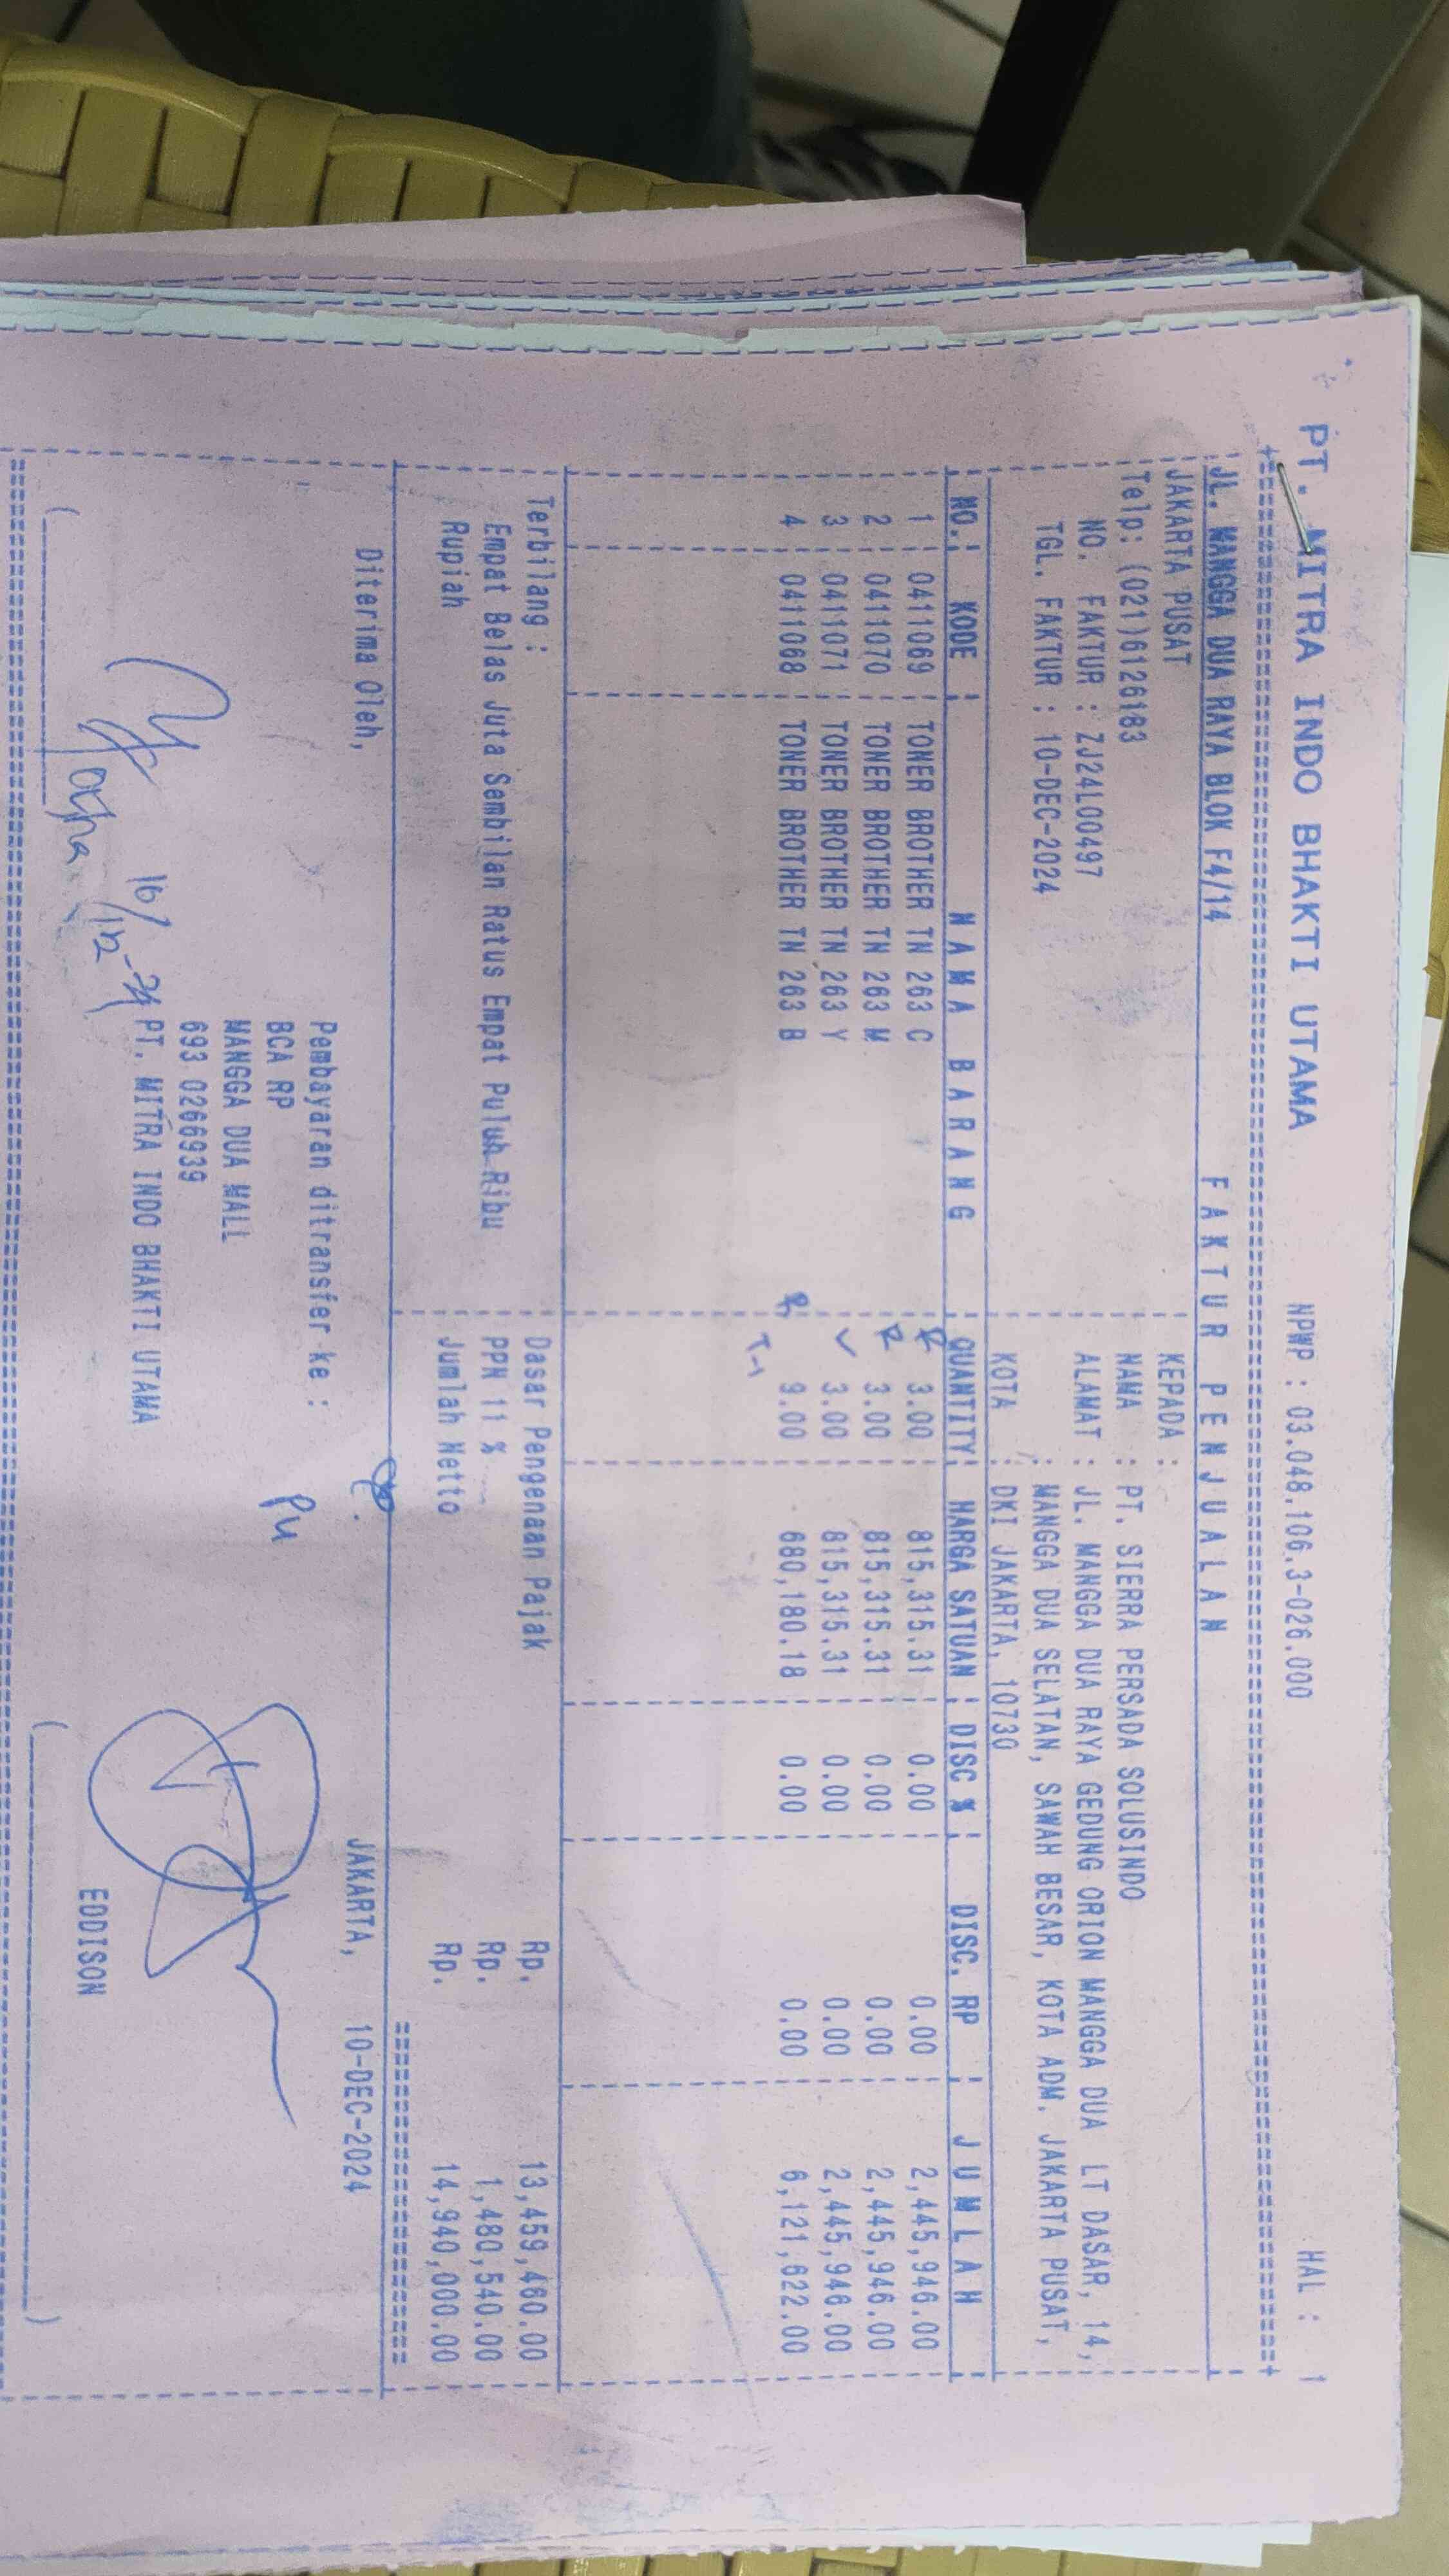 PT. MITRA INDO BHAKTI UTAMA NPWP : 03.048.106.3-026.000 HAL : 1
JL. MANGGA DUA RAYA BLOK F4/14 FAKTUR PENJUALAN
JAKARTA PUSAT KEPADA :
Telp: (021)6126183 NAMA : PT. SIERRA PERSADA SOLUSINDO
NO. FAKTUR : ZJ24L00497 ALAMAT : JL. MANGGA DUA RAYA GEDUNG ORION MANGGA DUA LT DASAR, 14,
TGL. FAKTUR : 10-DEC-2024 : MANGGA DUA SELATAN, SAWAH BESAR, KOTA ADM. JAKARTA PUSAT,
KOTA : DKI JAKARTA, 10730
NO. KODE NAMA BARANG QUANTITY HARGA SATUAN DISC % DISC. RP JUMLAH
1 0411069 TONER BROTHER TN 263 C 3.00 815,315.31 0.00 0.00 2,445,946.00
2 0411070 TONER BROTHER TN 263 M 3.00 815,315.31 0.00 0.00 2,445,946.00
3 0411071 TONER BROTHER TN 263 Y 3.00 815,315.31 0.00 0.00 2,445,946.00
4 0411068 TONER BROTHER TN 263 B 9.00 680,180.18 0.00 0.00 6,121,622.00
Terbilang : Dasar Pengenaan Pajak Rp. 13,459,460.00
Empat Belas Juta Sembilan Ratus Empat Puluh Ribu PPN 11 % Rp. 1,480,540.00
Rupiah Jumlah Netto Rp. 14,940,000.00
Diterima Oleh, JAKARTA, 10-DEC-2024
Pembayaran ditransfer ke :
BCA RP
MANGGA DUA MALL
693 0266939
PT. MITRA INDO BHAKTI UTAMA
16/12-24
EDDISON